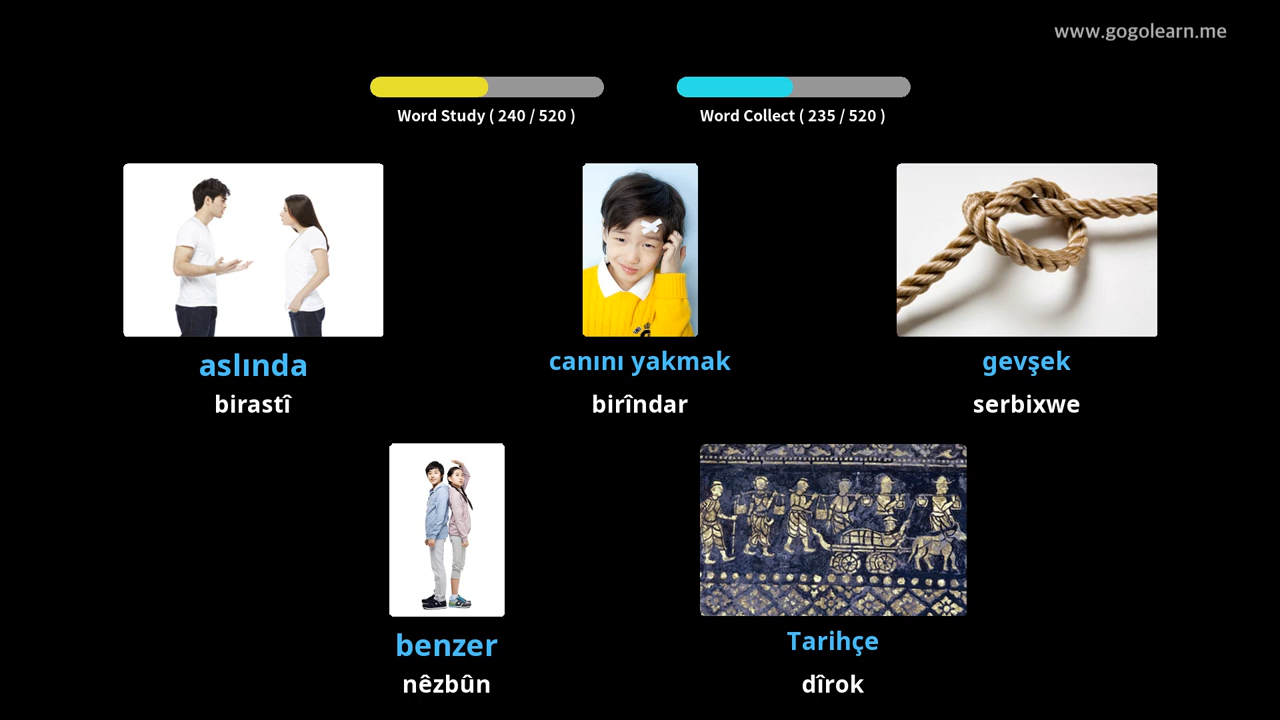 www.gogolearn.me
Word Study ( 240 / 520 )
Word Collect ( 235 / 520 )
aslında
birastî
canını yakmak
birîndar
gevşek
serbixwe
benzer
nêzbûn
Tarihçe
dîrok